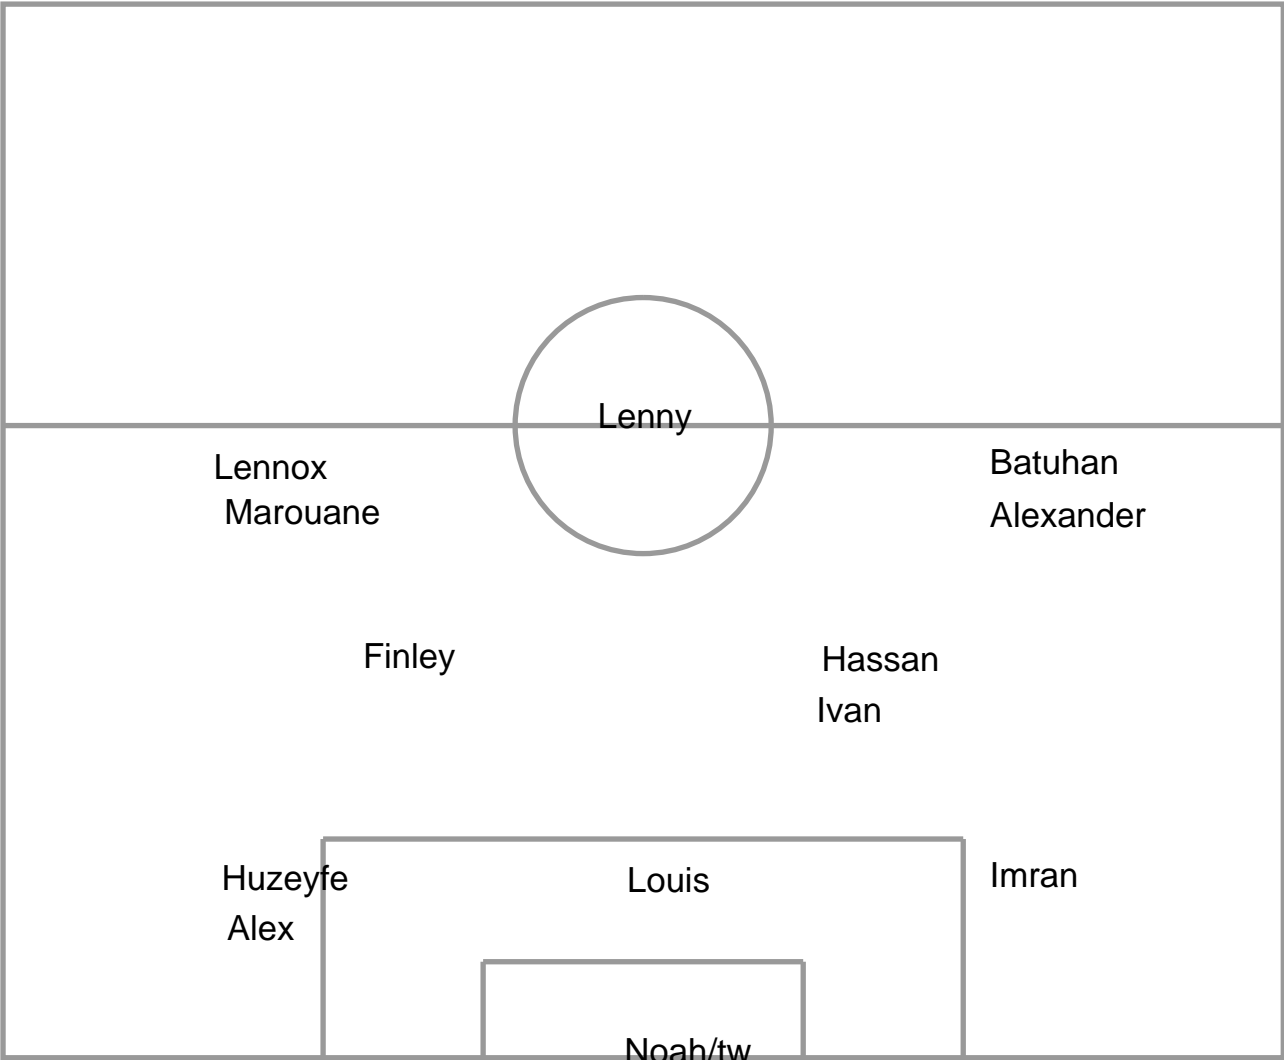 Lenny
Lennox
Batuhan
Marouane
Alexander
Finley
Hassan
Ivan
Huzeyfe
Louis
Imran
Alex
Noah/tw